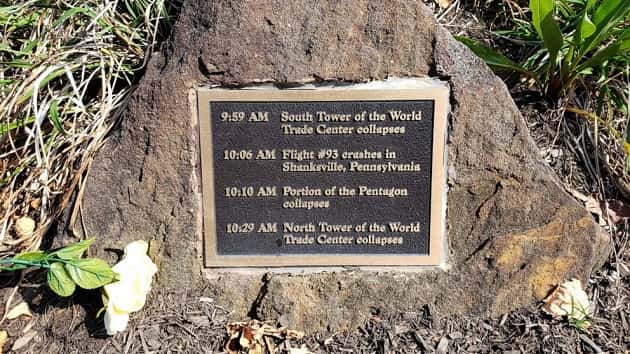 9:59 AM South Tower of the World
Trade Center collapses
10:06 AM Flight #93 crashes in
Shanksville, Pennsylvania
10:10 AM Portion of the Pentagon
collapses
10:29 AM North Tower of the World
Trade Center collapses